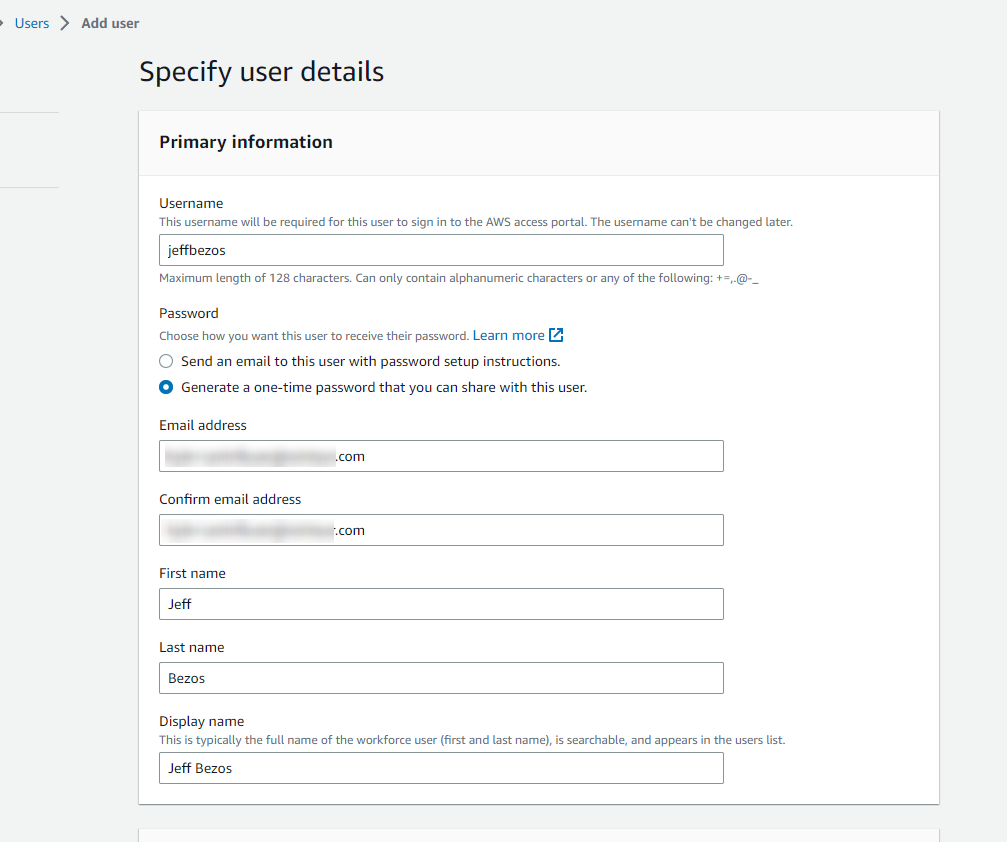 Users > Add user
Specify user details
Primary information
Username
This username will be required for this user to sign in to the AWS access portal. The username can't be changed later.
jeffbezos
Maximum length of 128 characters. Can only contain alphanumeric characters or any of the following: +=,.@-_
Password
Choose how you want this user to receive their password. Learn more
Send an email to this user with password setup instructions.
Generate a one-time password that you can share with this user.
Email address
.com
Confirm email address
.com
First name
Jeff
Last name
Bezos
Display name
This is typically the full name of the workforce user (first and last name), is searchable, and appears in the users list.
Jeff Bezos